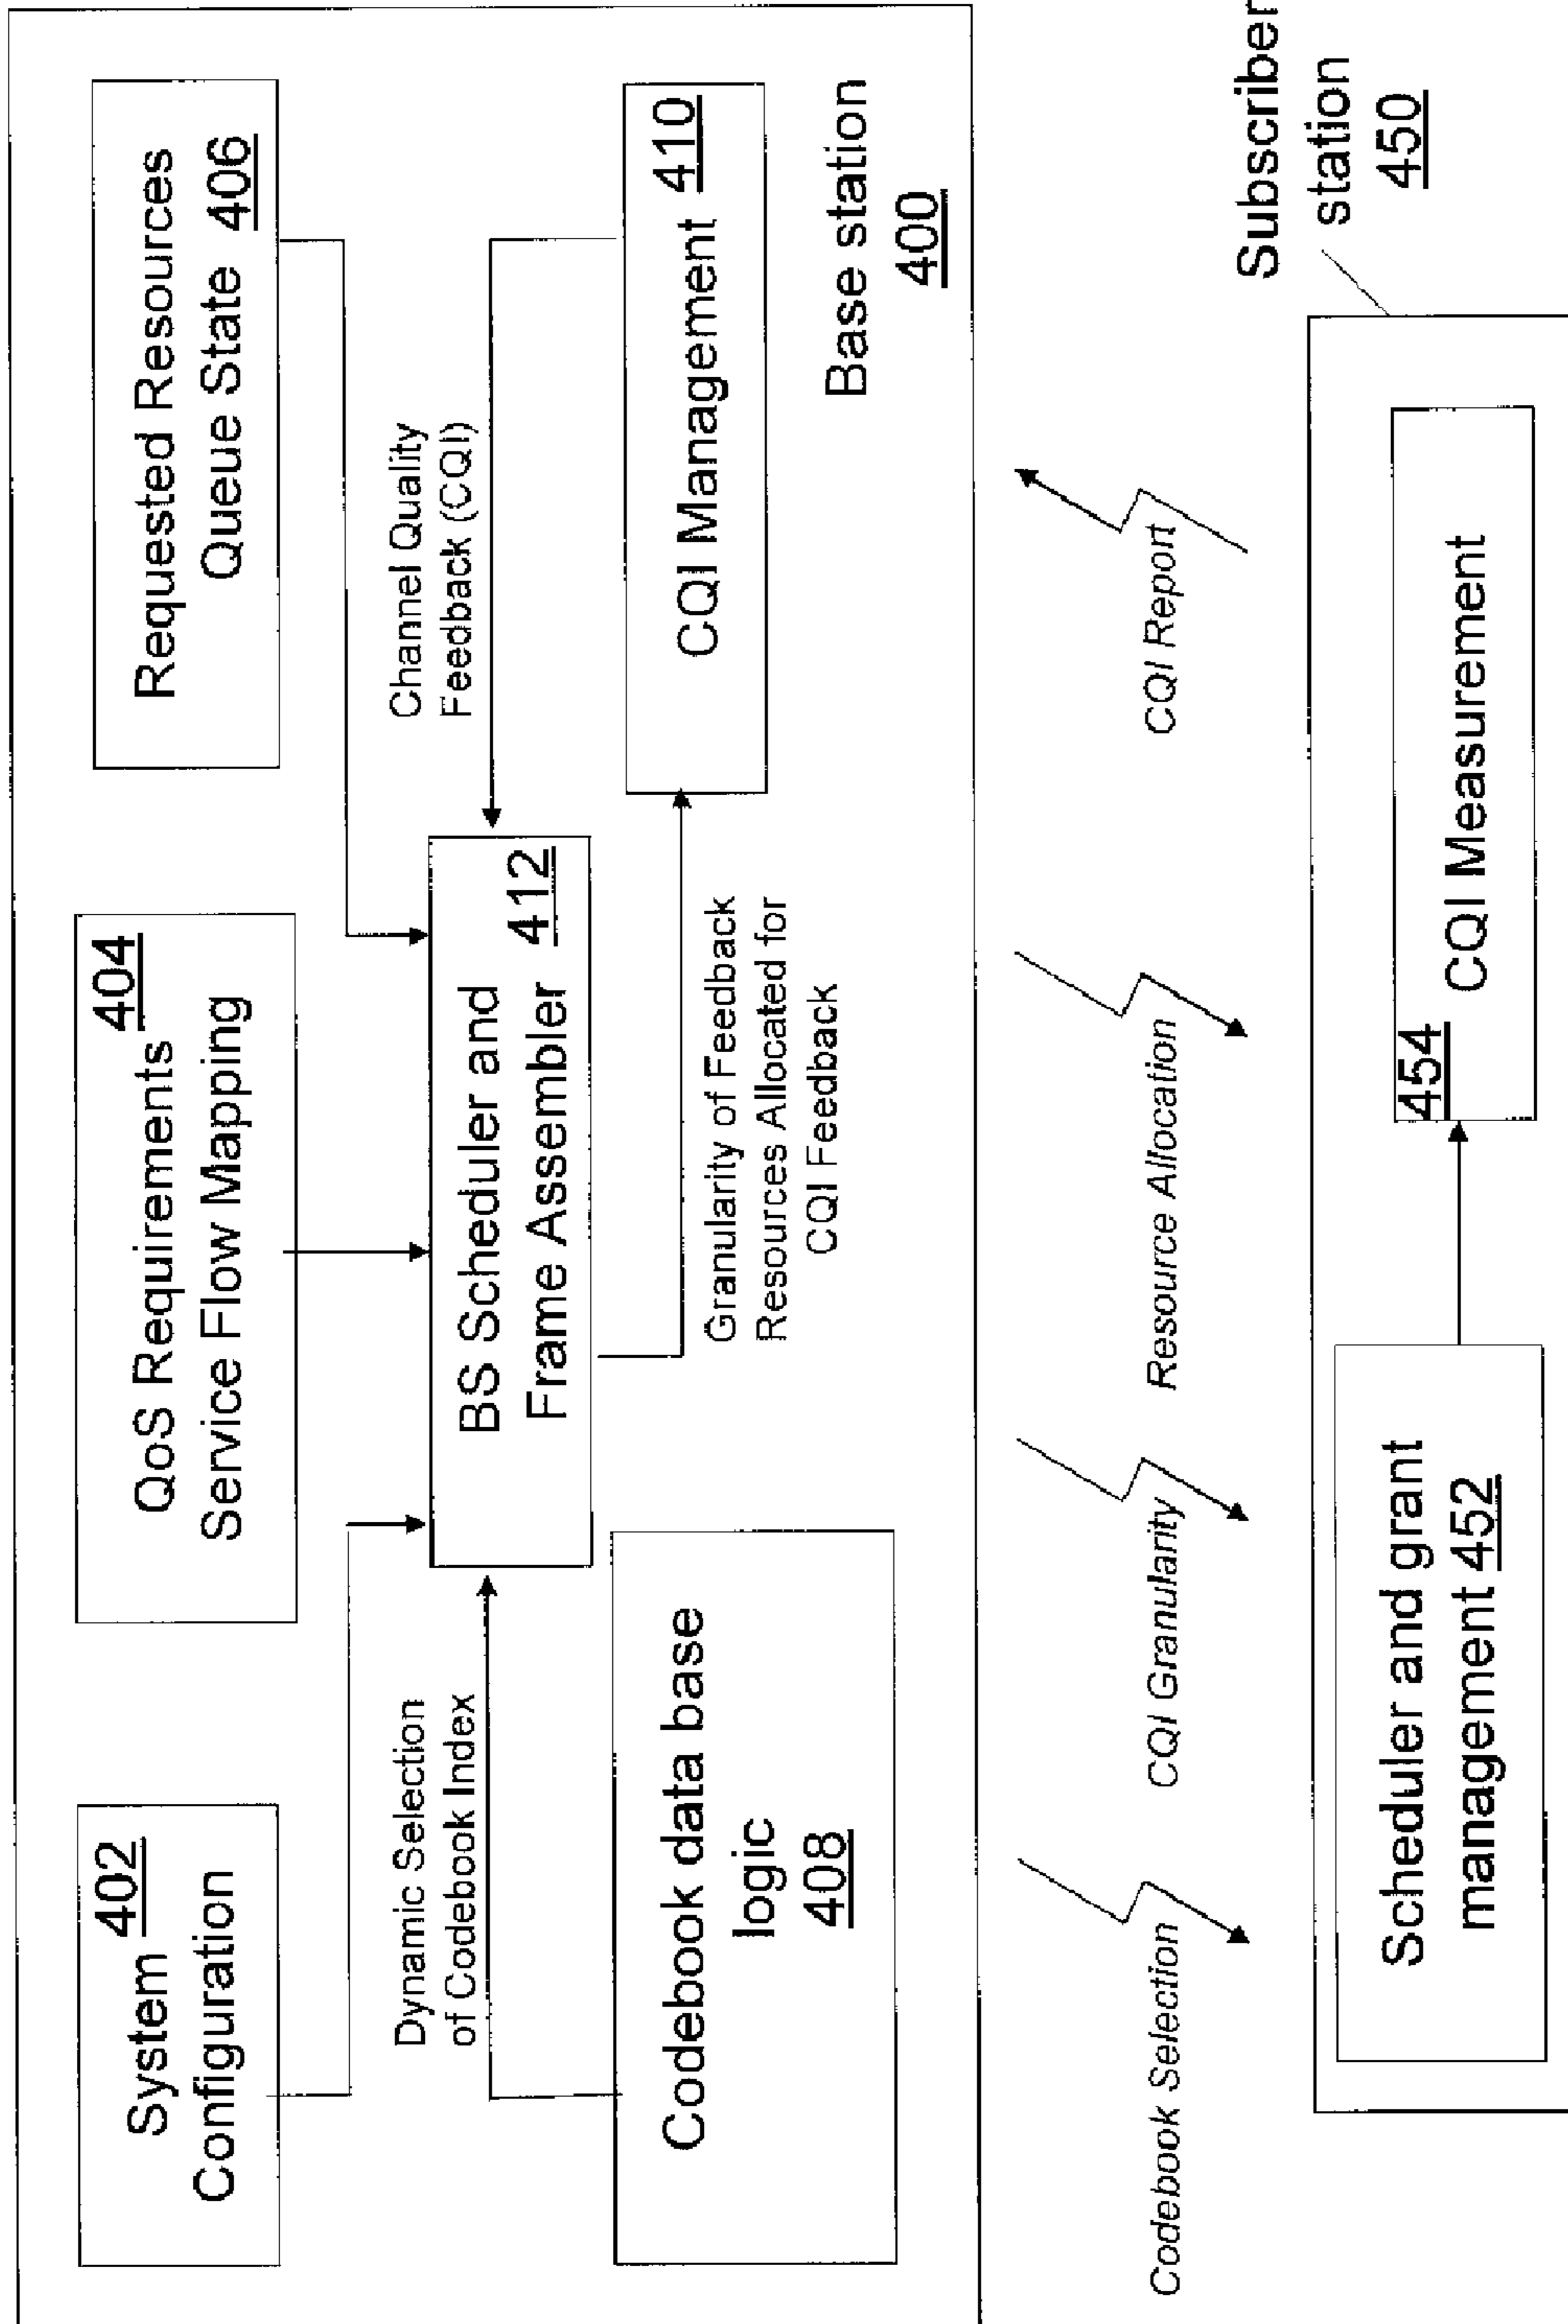 System 402
Configuration
QoS Requirements 404
Service Flow Mapping
Requested Resources
Queue State 406
Dynamic Selection
of Codebook Index
Channel Quality
Feedback (CQI)
BS Scheduler and
Frame Assembler 412
Codebook data base
logic
408
Granularity of Feedback
Resources Allocated for
CQI Feedback
CQI Management 410
Base station
400
Codebook Selection
CQI Granularity
Resource Allocation
CQI Report
Subscriber
station
450
Scheduler and grant
management 452
454
CQI Measurement